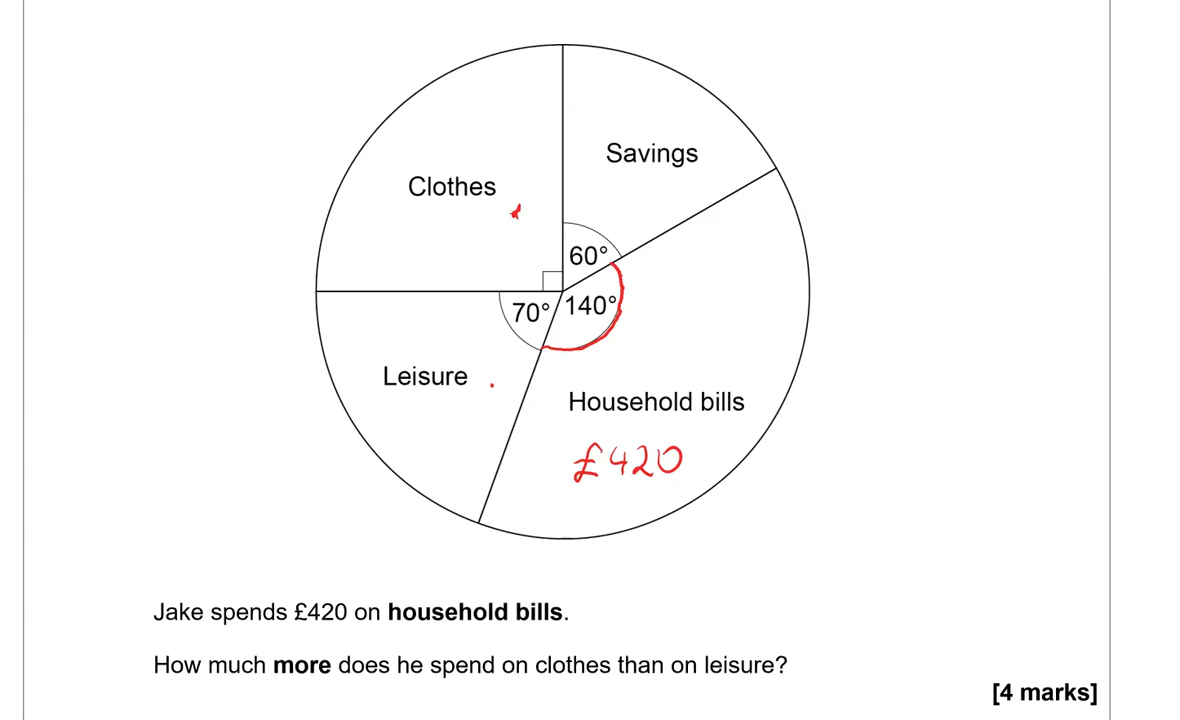 Savings
Clothes
60°
70° 140°
Leisure
Household bills
£420
Jake spends £420 on household bills.
How much more does he spend on clothes than on leisure?
[4 marks]